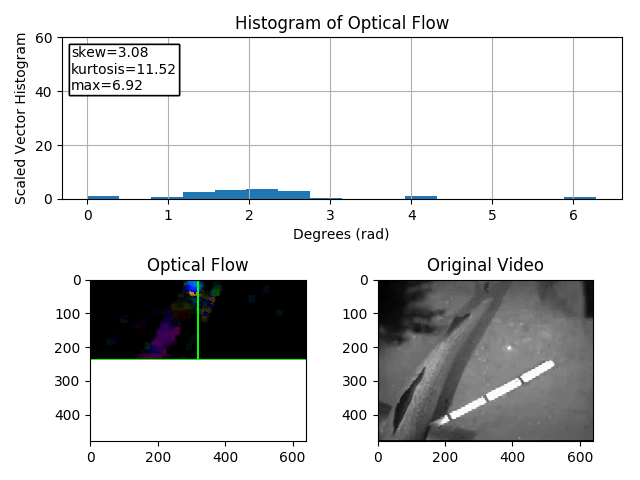 Histogram of Optical Flow
Scaled Vector Histogram
60
40
20
0
skew=3.08
kurtosis=11.52
max=6.92
0 1 2 3 4 5 6
Degrees (rad)
Optical Flow
0
100
200
300
400
0 200 400 600
Original Video
0
100
200
300
400
0 200 400 600